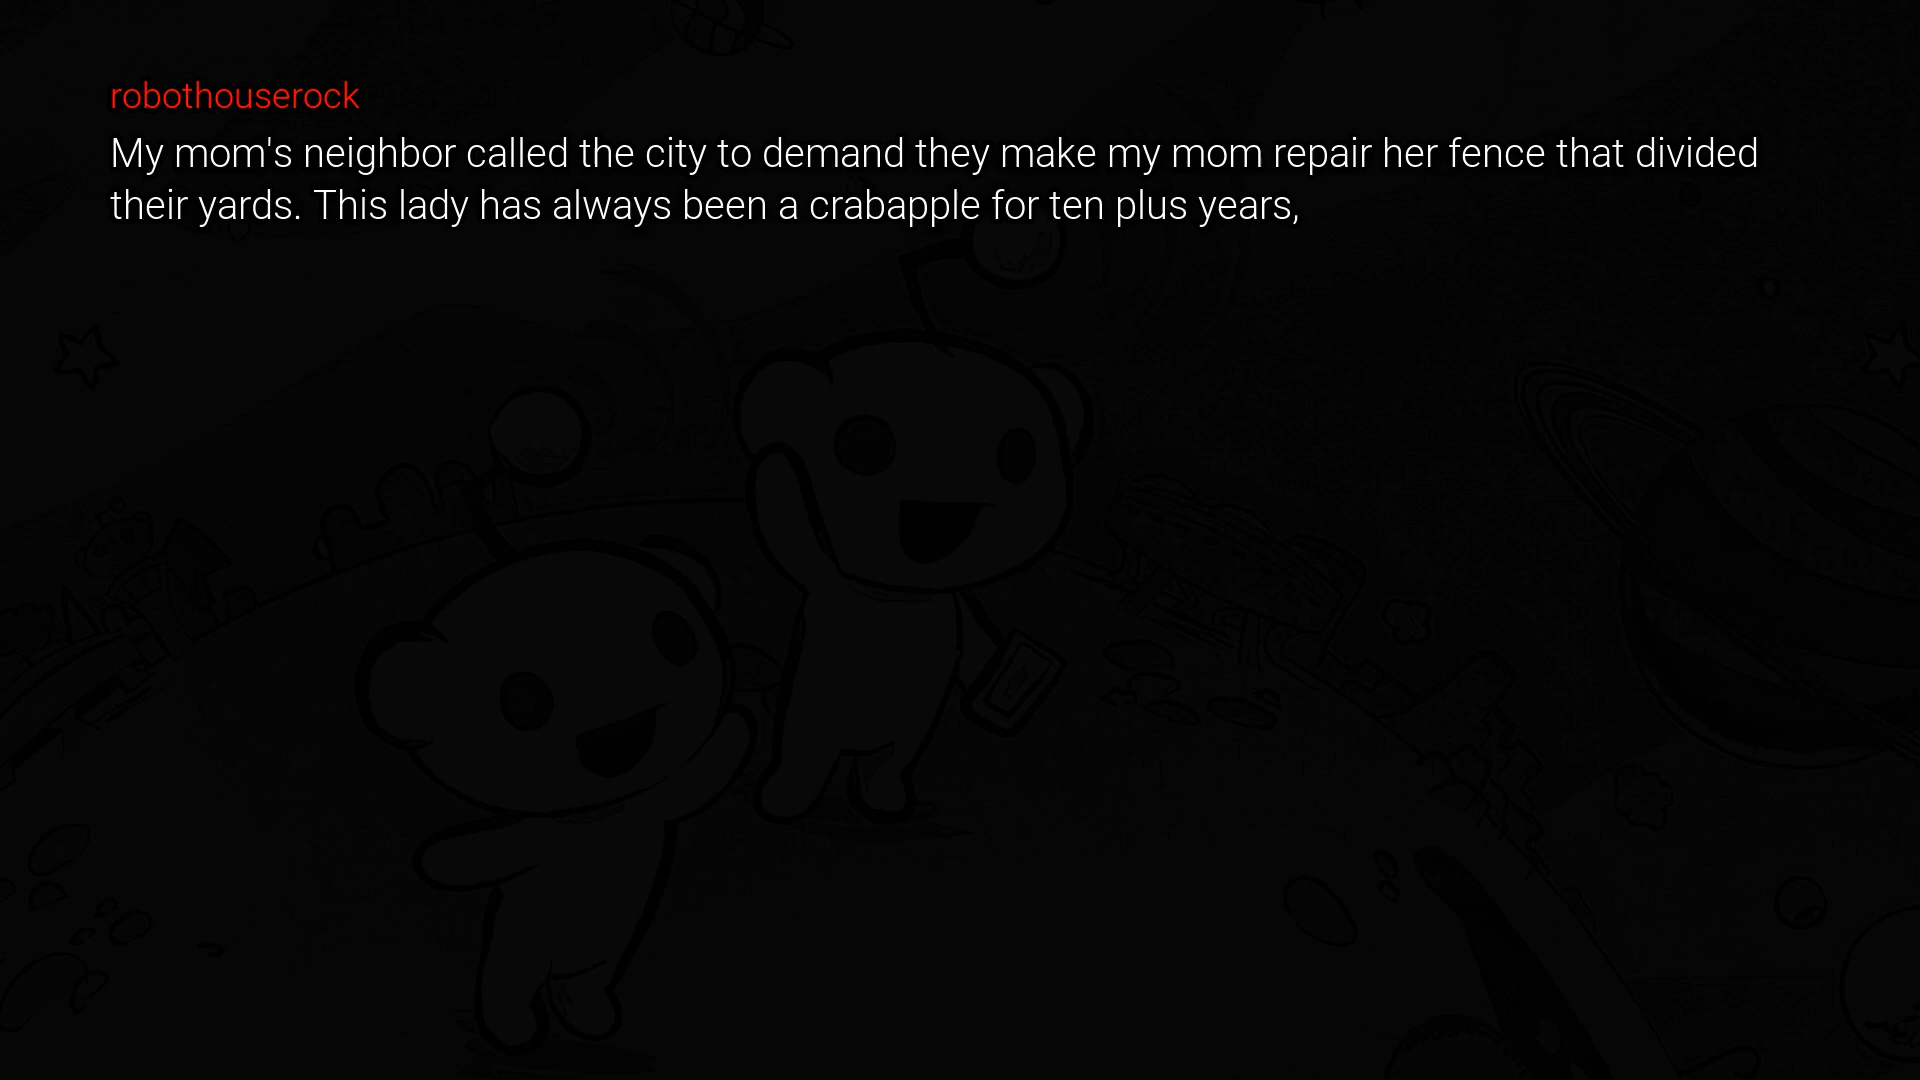 robothouserock
My mom's neighbor called the city to demand they make my mom repair her fence that divided
their yards. This lady has always been a crabapple for ten plus years,